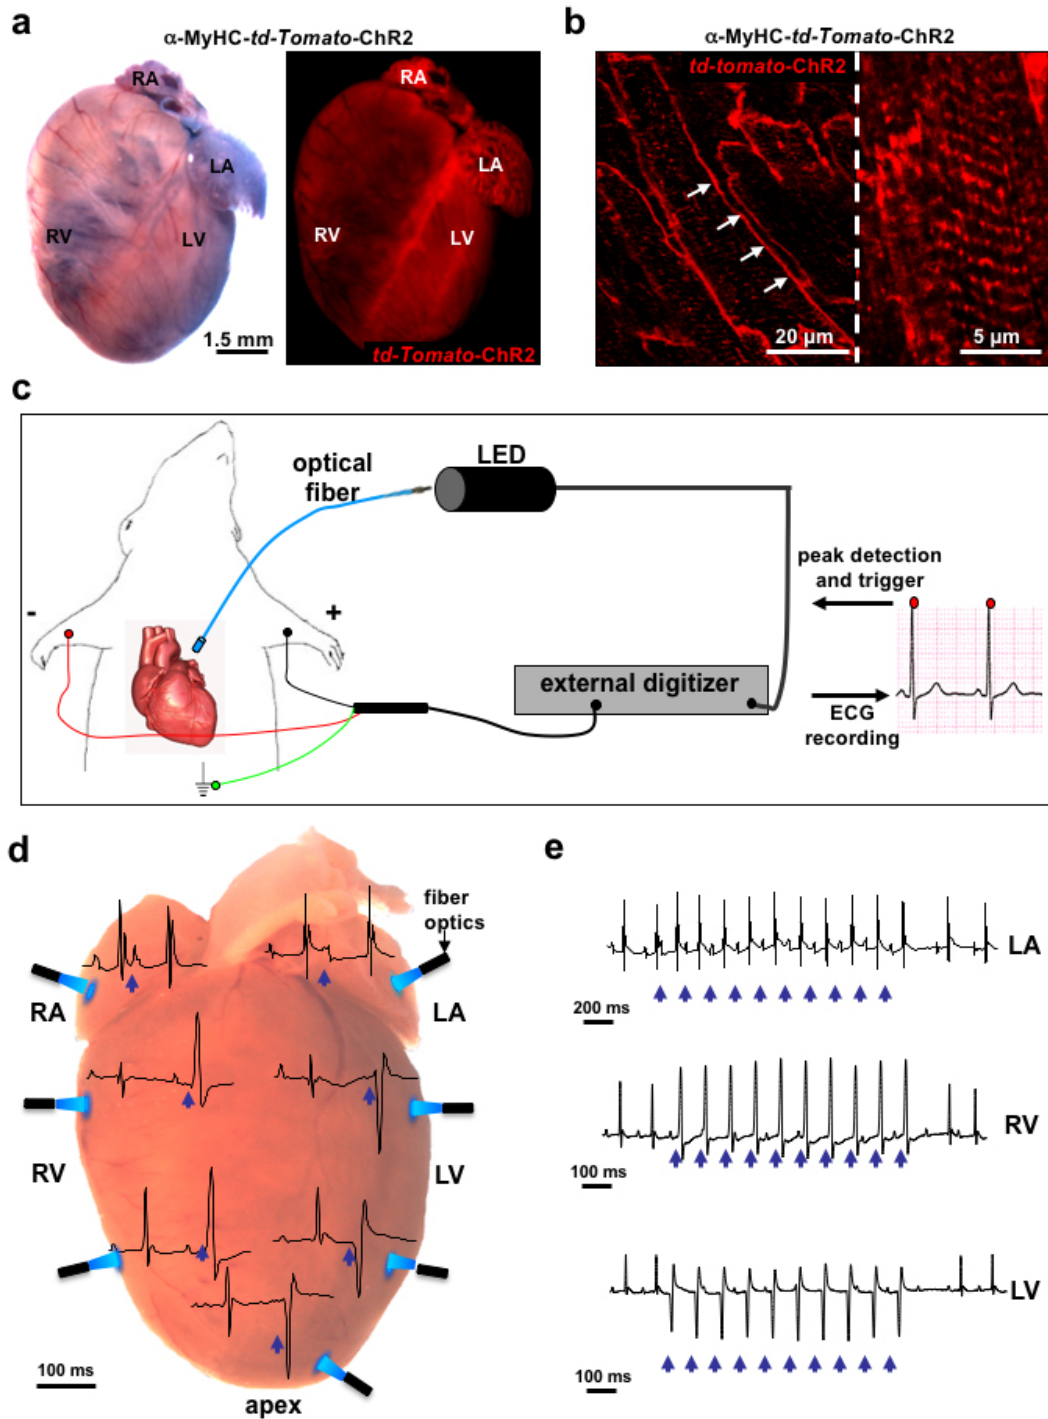 a
α-MyHC-td-Tomato-ChR2
RA
LA
RV
LV
1.5 mm
RA
LA
RV
LV
td-Tomato-ChR2
b
α-MyHC-td-Tomato-ChR2
td-tomato-ChR2
20 µm
5 µm
c
optical
fiber
LED
-
+
external digitizer
peak detection
and trigger
ECG
recording
d
fiber
optics
RA
LA
RV
LV
100 ms
apex
e
LA
200 ms
RV
100 ms
LV
100 ms